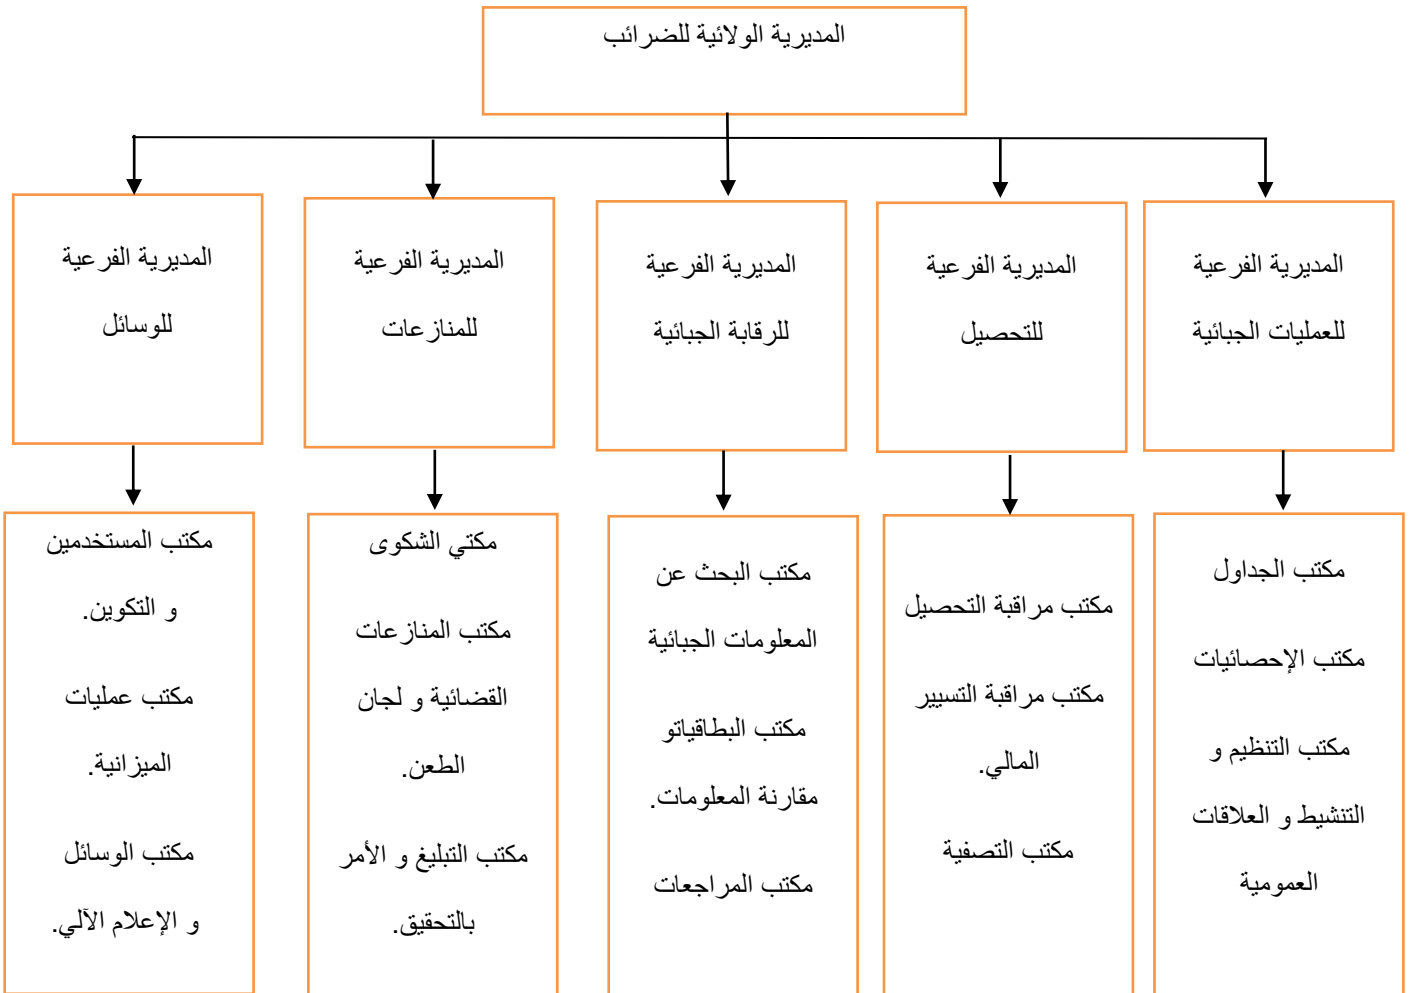 المديرية الولائية للضرائب
المديرية الفرعية
للعمليات الجبائية
المديرية الفرعية
للتحصيل
المديرية الفرعية
للرقابة الجبائية
المديرية الفرعية
للمنازعات
المديرية الفرعية
للوسائل
مكتب الجداول
مكتب الإحصائيات
مكتب التنظيم و
التنشيط و العلاقات
العمومية
مكتب مراقبة التحصيل
مكتب مراقبة التسيير
المالي.
مكتب التصفية
مكتب البحث عن
المعلومات الجبائية
مكتب البطاقياتو
مقارنة المعلومات.
مكتب المراجعات
مكتي الشكوى
مكتب المنازعات
القضائية و لجان
الطعن.
مكتب التبليغ و الأمر
بالتحقيق.
مكتب المستخدمين
و التكوين.
مكتب عمليات
الميزانية.
مكتب الوسائل
و الإعلام الآلي.